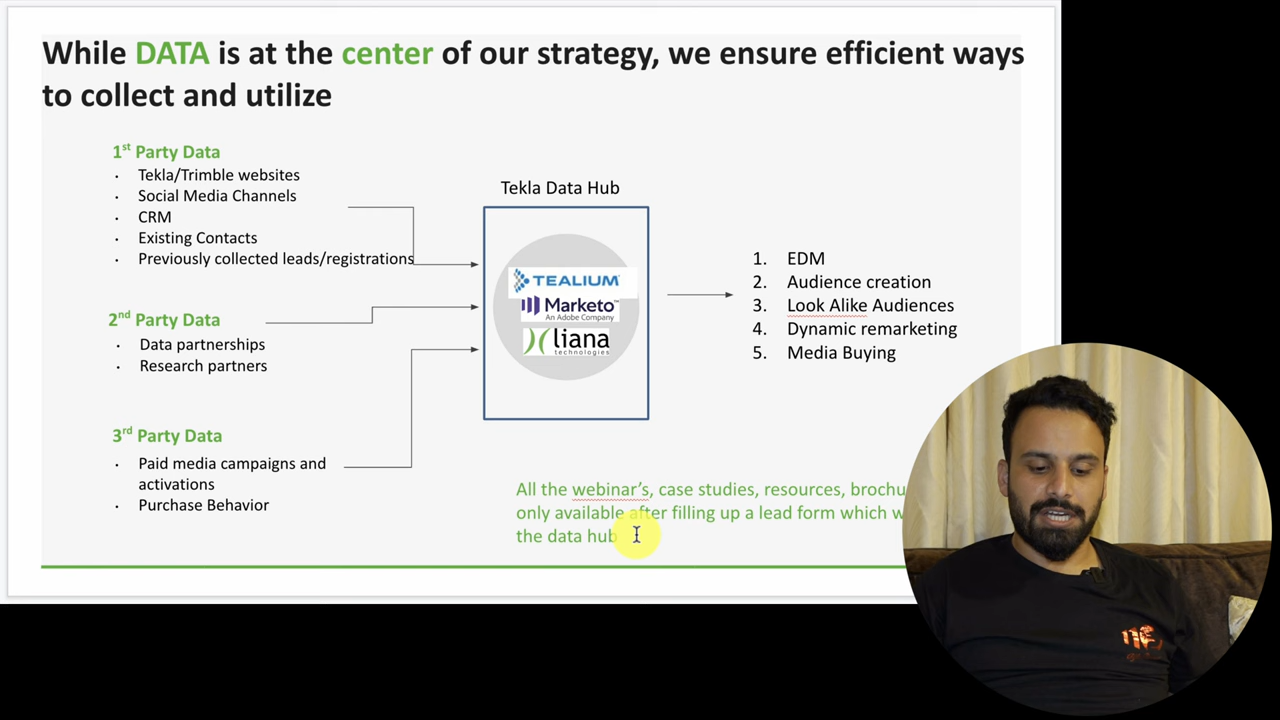 While DATA is at the center of our strategy, we ensure efficient ways
to collect and utilize
1st Party Data
Tekla/Trimble websites
Social Media Channels
CRM
Existing Contacts
Previously collected leads/registrations
2nd Party Data
Data partnerships
Research partners
3rd Party Data
Paid media campaigns and
activations
Purchase Behavior
Tekla Data Hub
TEALIUM
Marketo™
An Adobe Company
liana
technologies
1. EDM
2. Audience creation
3. Look Alike Audiences
4. Dynamic remarketing
5. Media Buying
All the webinar's, case studies, resources,
only available after filling up a lead form which
the data hub